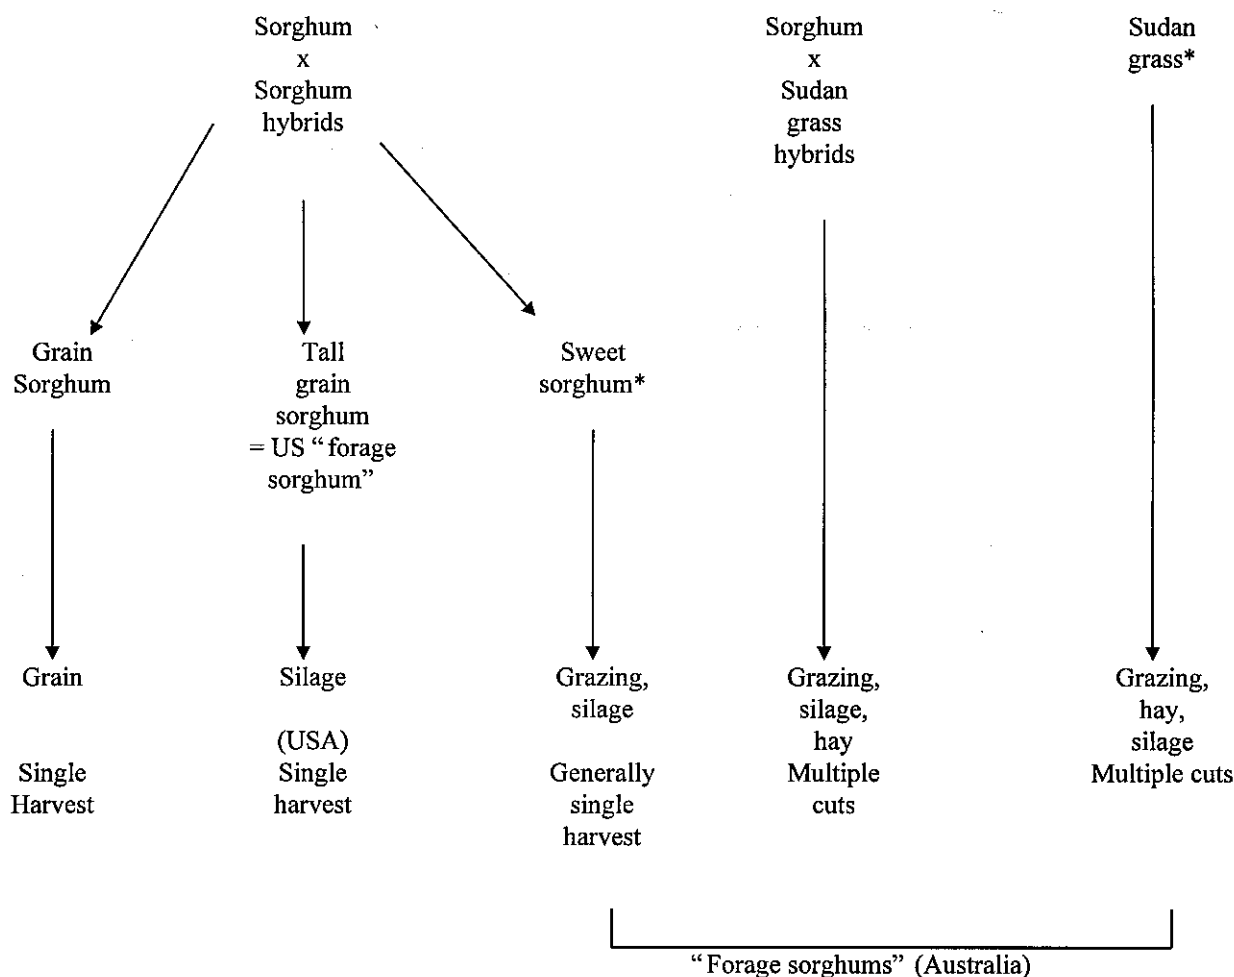 Sorghum
x
Sorghum
hybrids
Sorghum
x
Sudan
grass
hybrids
Sudan
grass*
Grain
Sorghum
Tall
grain
sorghum
= US “forage
sorghum”
Sweet
sorghum*
Grain
Single
Harvest
Silage
(USA)
Single
harvest
Grazing,
silage
Generally
single
harvest
Grazing,
silage,
hay
Multiple
cuts
Grazing,
hay,
silage
Multiple cuts
“Forage sorghums” (Australia)